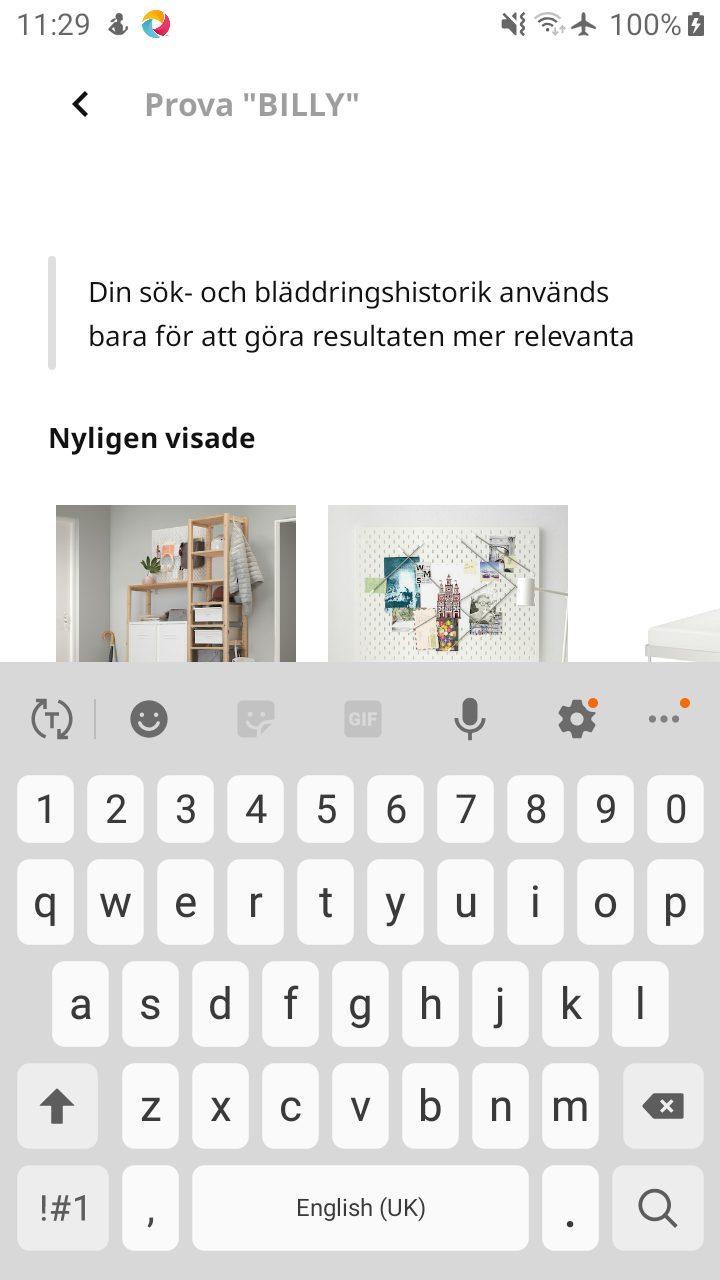 11:29
100%
Prova "BILLY"
Din sök- och bläddringshistorik används
bara för att göra resultaten mer relevanta
Nyligen visade
T
GIF
1 2 3 4 5 6 7 8 9 0
q w e r t y u i o p
a s d f g h j k l
z x c v b n m
!#1 , English (UK) .